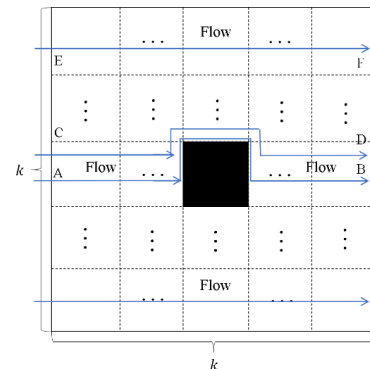 ... Flow ...
E F
C D
Flow Flow
k A ... ... B
Flow
... ...
k